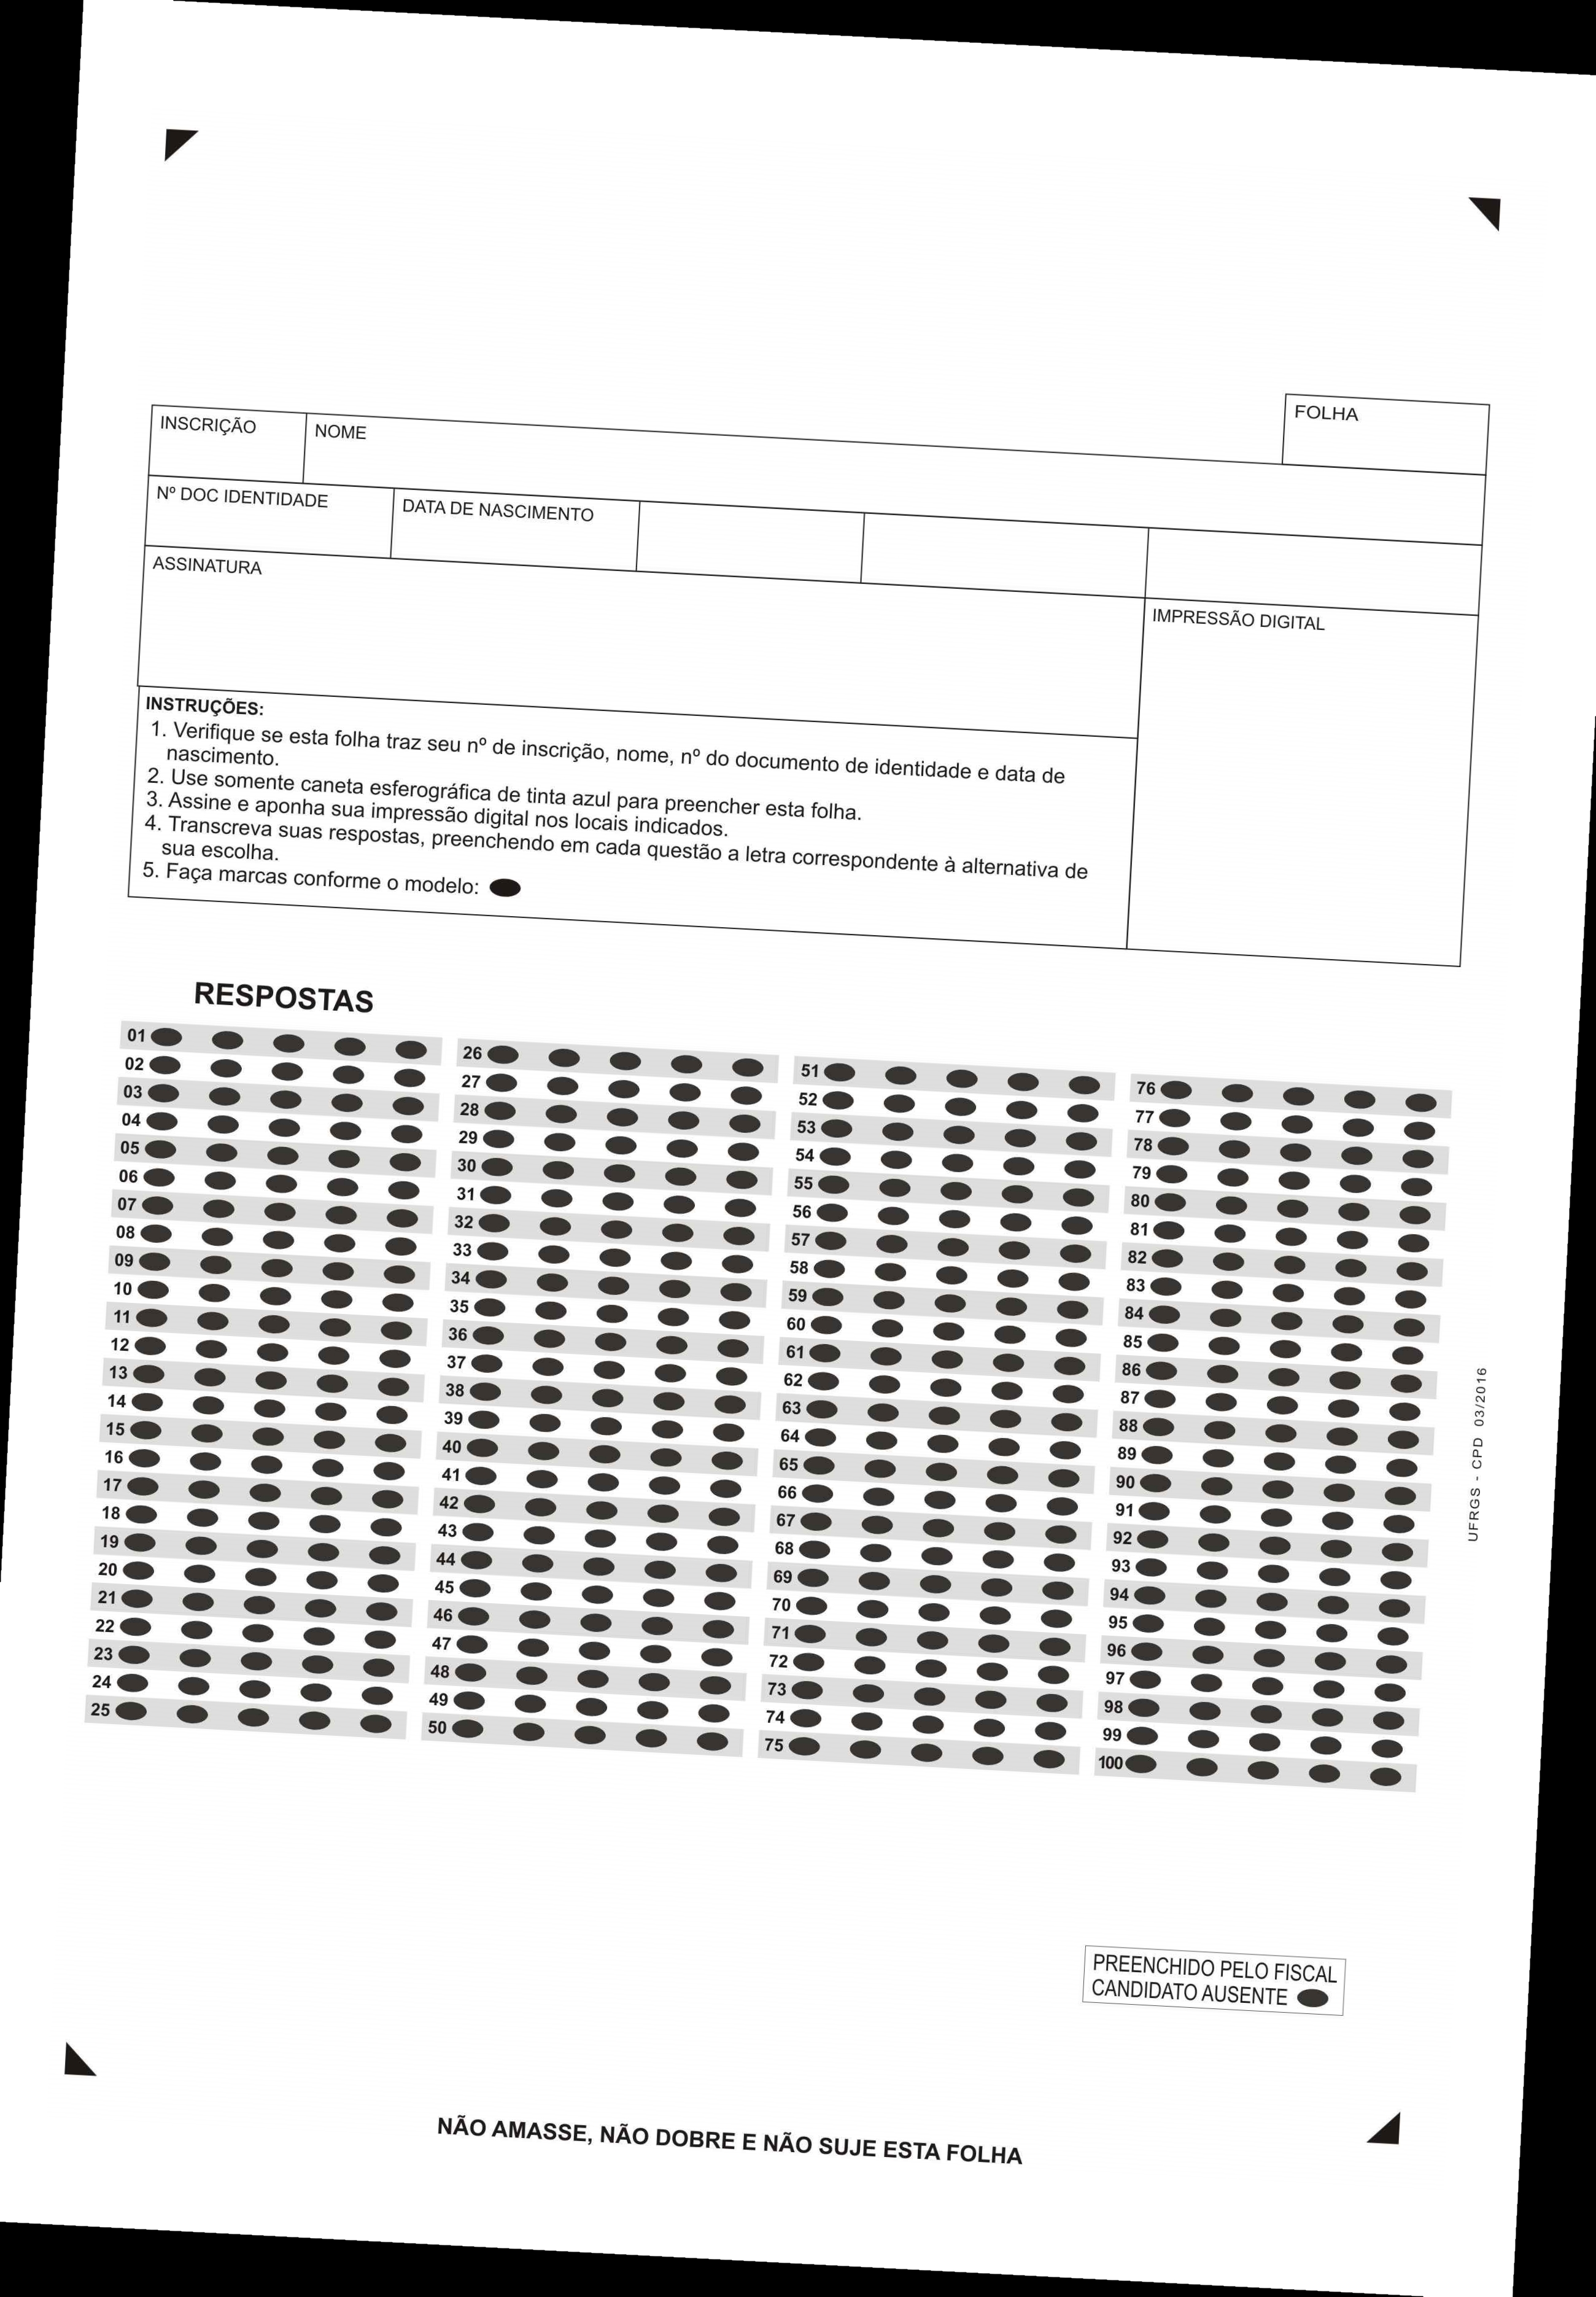 FOLHA
INSCRIÇÃO NOME
Nº DOC IDENTIDADE DATA DE NASCIMENTO
ASSINATURA
IMPRESSÃO DIGITAL
INSTRUÇÕES:
1. Verifique se esta folha traz seu nº de inscrição, nome, nº do documento de identidade e data de
nascimento.
2. Use somente caneta esferográfica de tinta azul para preencher esta folha.
3. Assine e aponha sua impressão digital nos locais indicados.
4. Transcreva suas respostas, preenchendo em cada questão a letra correspondente à alternativa de
sua escolha.
5. Faça marcas conforme o modelo:
RESPOSTAS
01 26 51 76
02 27 52 77
03 28 53 78
04 29 54 79
05 30 55 80
06 31 56 81
07 32 57 82
08 33 58 83
09 34 59 84
10 35 60 85
11 36 61 86
12 37 62 87
13 38 63 88
14 39 64 89
15 40 65 90
16 41 66 91
17 42 67 92
18 43 68 93
19 44 69 94
20 45 70 95
21 46 71 96
22 47 72 97
23 48 73 98
24 49 74 99
25 50 75 100
UFRGS - CPD 03/2016
PREENCHIDO PELO FISCAL
CANDIDATO AUSENTE
NÃO AMASSE, NÃO DOBRE E NÃO SUJE ESTA FOLHA